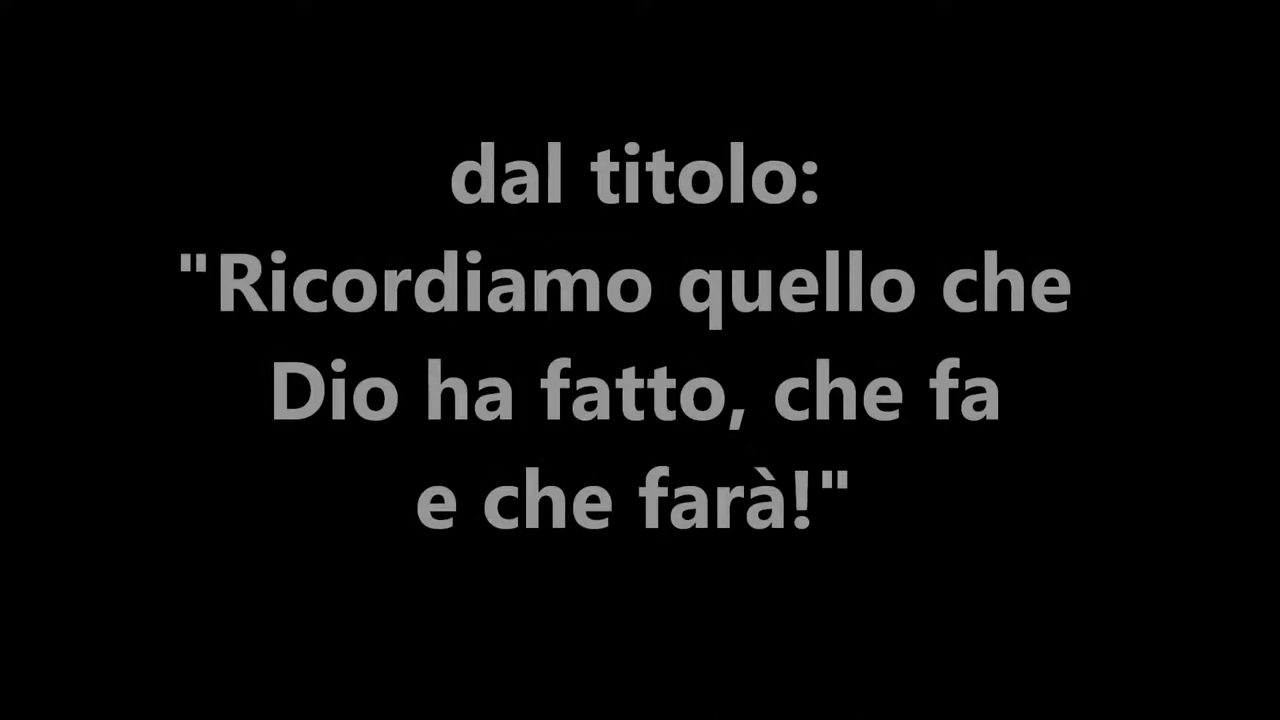 dal titolo:
"Ricordiamo quello che
Dio ha fatto, che fa
e che farà!"